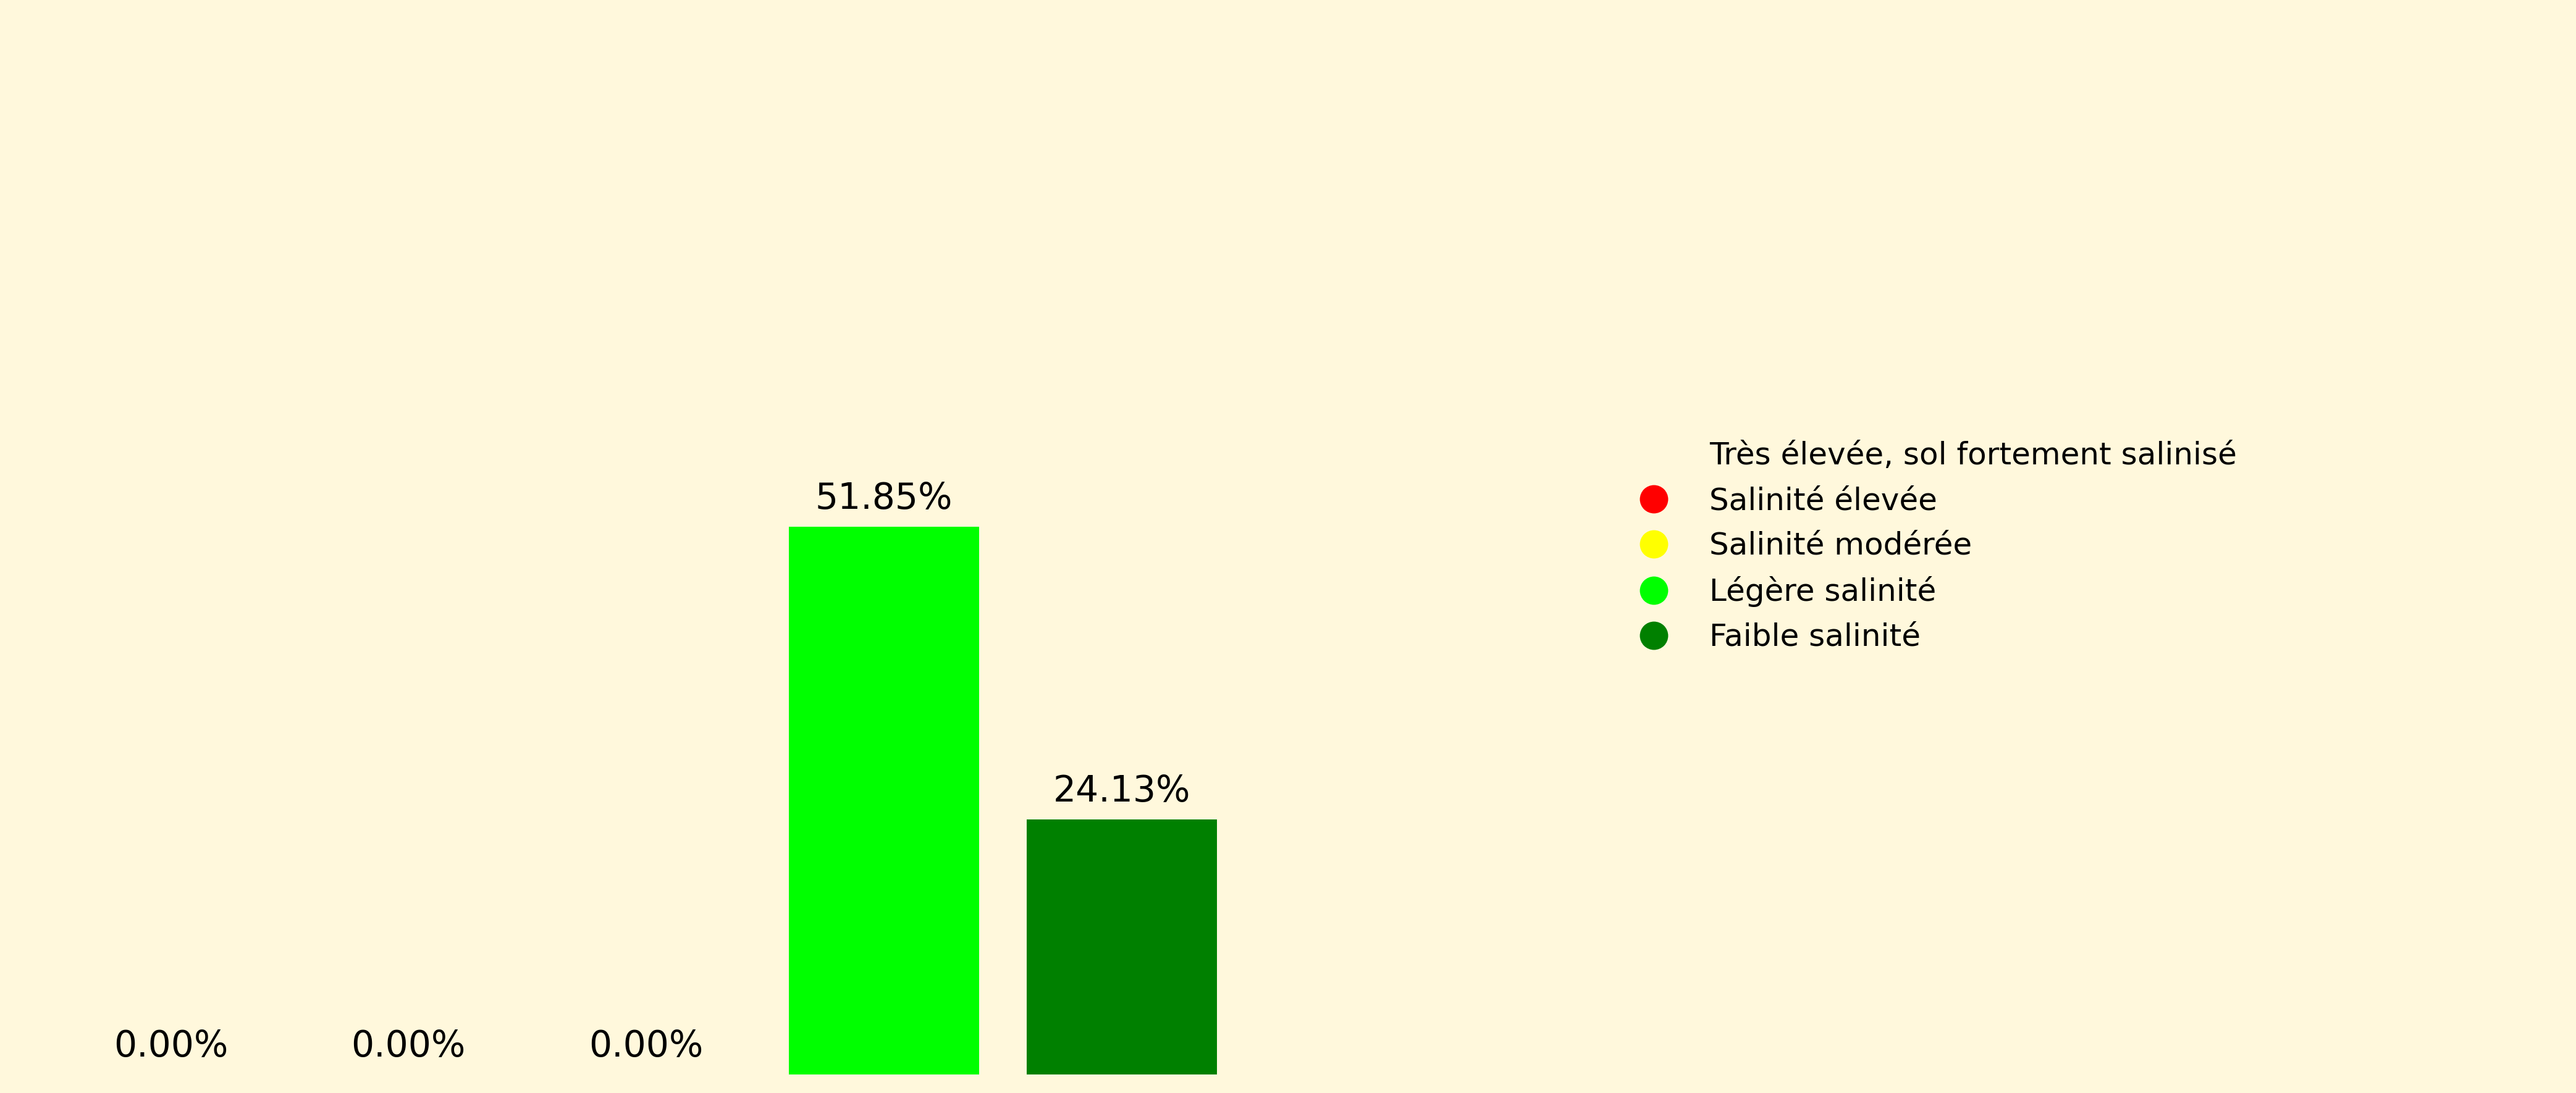 51.85%
24.13%
0.00%
0.00%
0.00%
Très élevée, sol fortement salinisé
Salinité élevée
Salinité modérée
Légère salinité
Faible salinité